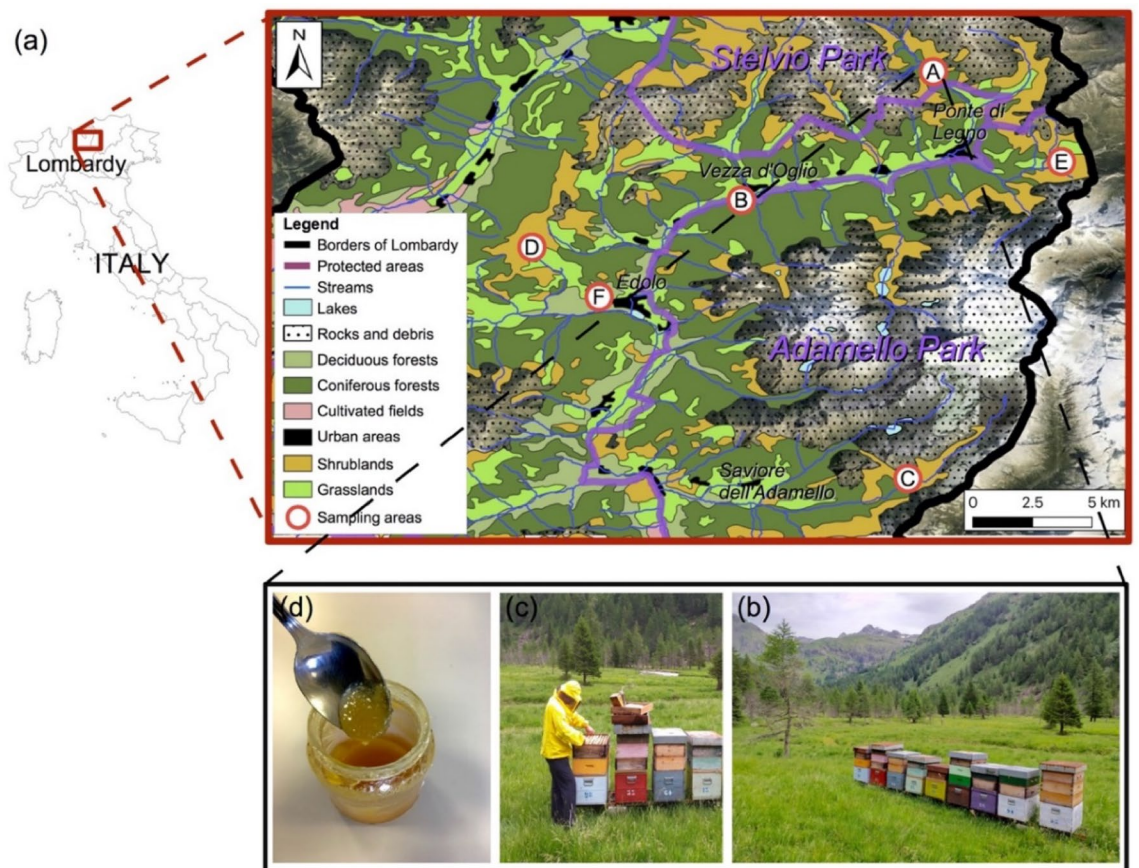 (a)
Lombardy
ITALY
N
Stelvio Park
A
Ponte di
Legno
E
Vezza d'Oglio
B
D
Edolo
F
Adamello Park
Saviore
dell'Adamello
C
0 2.5 5 km
Legend
Borders of Lombardy
Protected areas
Streams
Lakes
Rocks and debris
Deciduous forests
Coniferous forests
Cultivated fields
Urban areas
Shrublands
Grasslands
Sampling areas
(d)
(c)
(b)